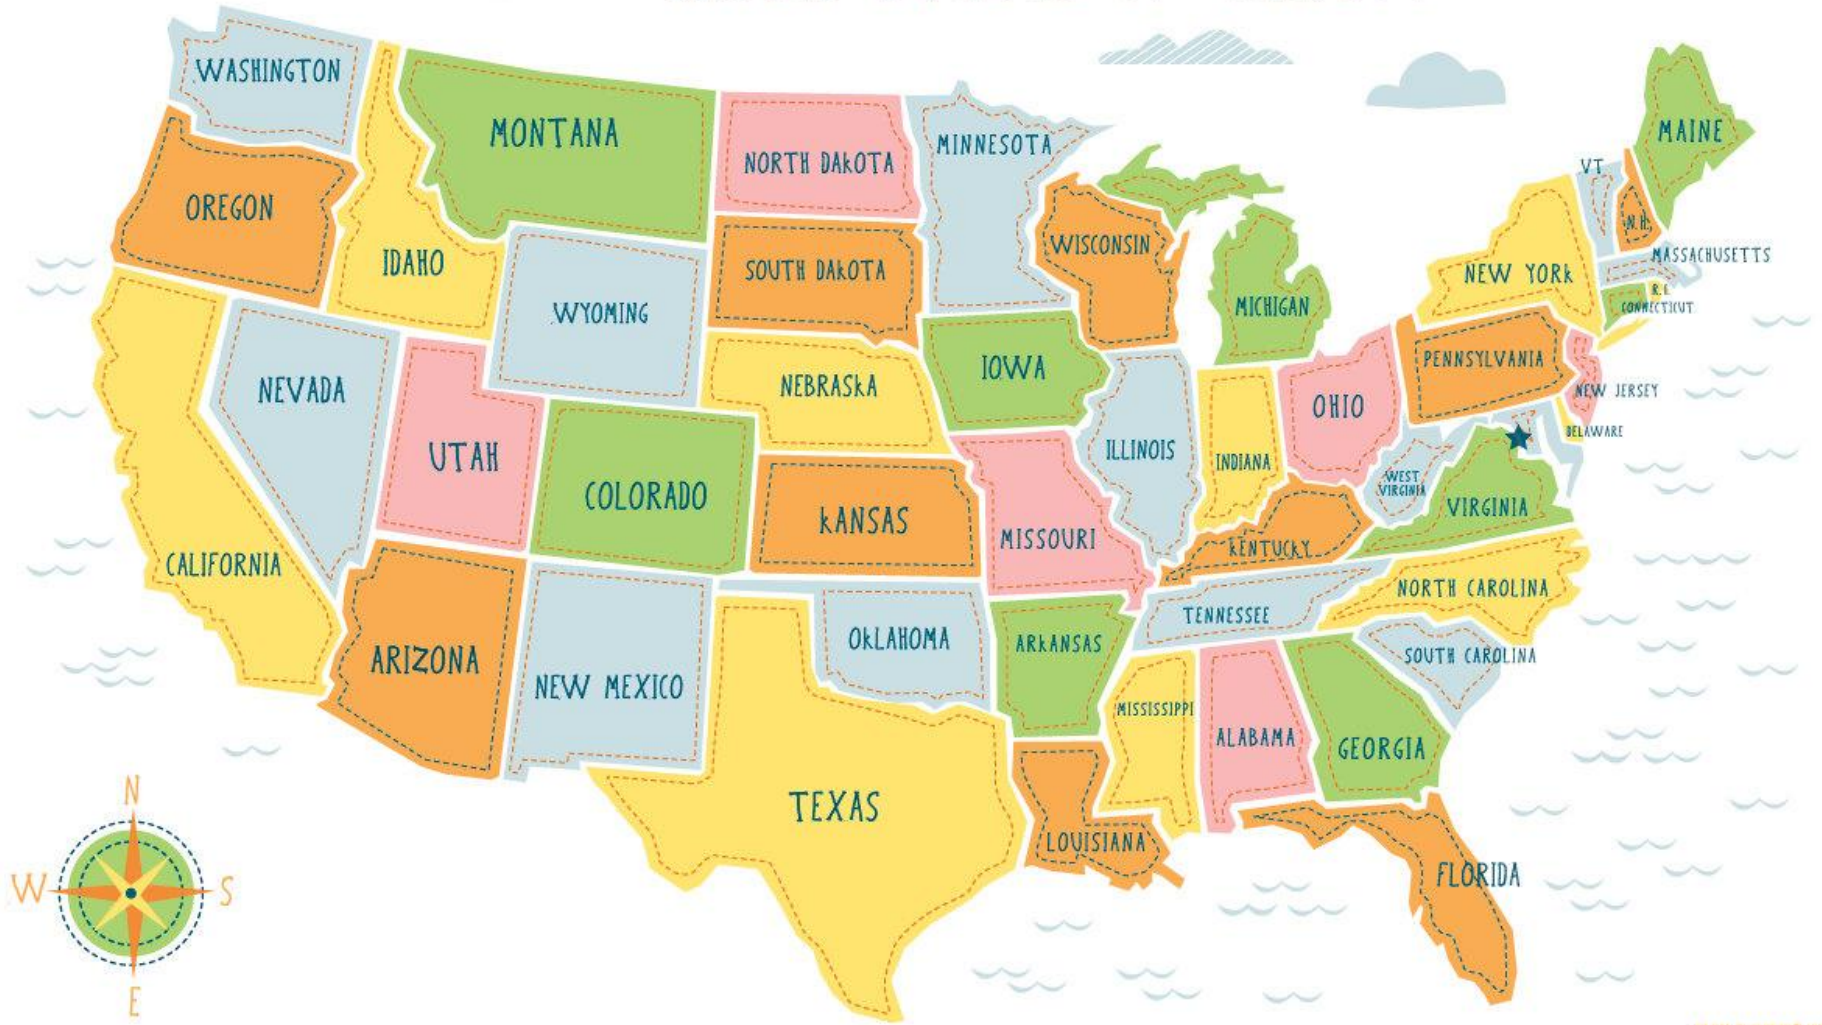 WASHINGTON
MONTANA
NORTH DAKOTA
MINNESOTA
MAINE
VT.
OREGON
IDAHO
SOUTH DAKOTA
WISCONSIN
N.H.
MASSACHUSETTS
NEW YORK
R.I.
CONNECTICUT
WYOMING
MICHIGAN
NEVADA
UTAH
NEBRASKA
IOWA
ILLINOIS
INDIANA
OHIO
PENNSYLVANIA
NEW JERSEY
DELAWARE
COLORADO
KANSAS
MISSOURI
WEST
VIRGINIA
VIRGINIA
KENTUCKY
CALIFORNIA
ARIZONA
NEW MEXICO
OKLAHOMA
ARKANSAS
TENNESSEE
NORTH CAROLINA
SOUTH CAROLINA
TEXAS
MISSISSIPPI
ALABAMA
GEORGIA
LOUISIANA
FLORIDA
N
W
S
E